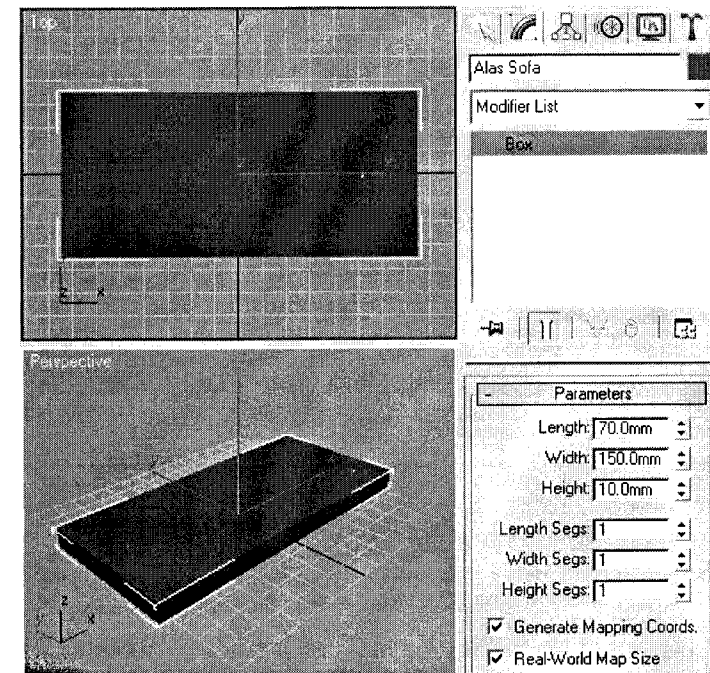 Top
Alas Sofa
Modifier List
Box
Perspective
Parameters
Length: 70.0mm
Width: 150.0mm
Height: 10.0mm
Length Segs: 1
Width Segs: 1
Height Segs: 1
Generate Mapping Coords.
Real-World Map Size
z
x
z
x
y